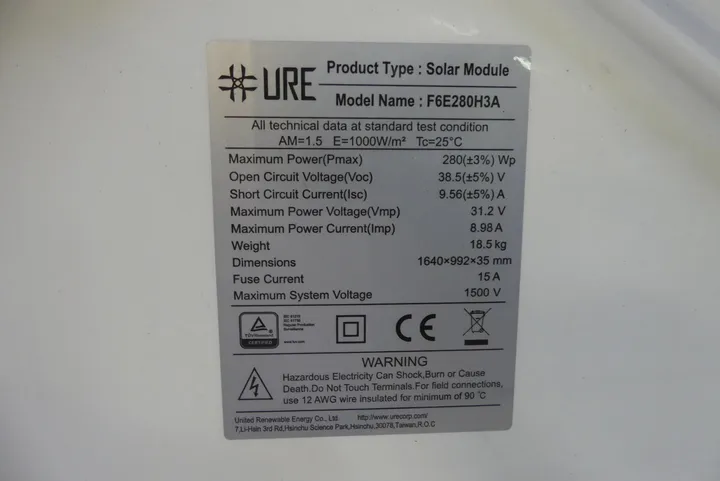 URE
Product Type : Solar Module
Model Name : F6E280H3A
All technical data at standard test condition
AM=1.5 E=1000W/m² Tc=25°C
Maximum Power(Pmax) 280(±3%) Wp
Open Circuit Voltage(Voc) 38.5(±5%) V
Short Circuit Current(Isc) 9.56(±5%) A
Maximum Power Voltage(Vmp) 31.2 V
Maximum Power Current(Imp) 8.98 A
Weight 18.5 kg
Dimensions 1640×992×35 mm
Fuse Current 15 A
Maximum System Voltage 1500 V
TÜVRheinland
CERTIFIED
CE
WARNING
Hazardous Electricity Can Shock,Burn or Cause
Death.Do Not Touch Terminals.For field connections,
use 12 AWG wire insulated for minimum of 90 °C
United Renewable Energy Co., Ltd. http://www.urecorp.com/
7,Li-Hsin 3rd Rd,Hsinchu Science Park,Hsinchu,30078,Taiwan,R.O.C